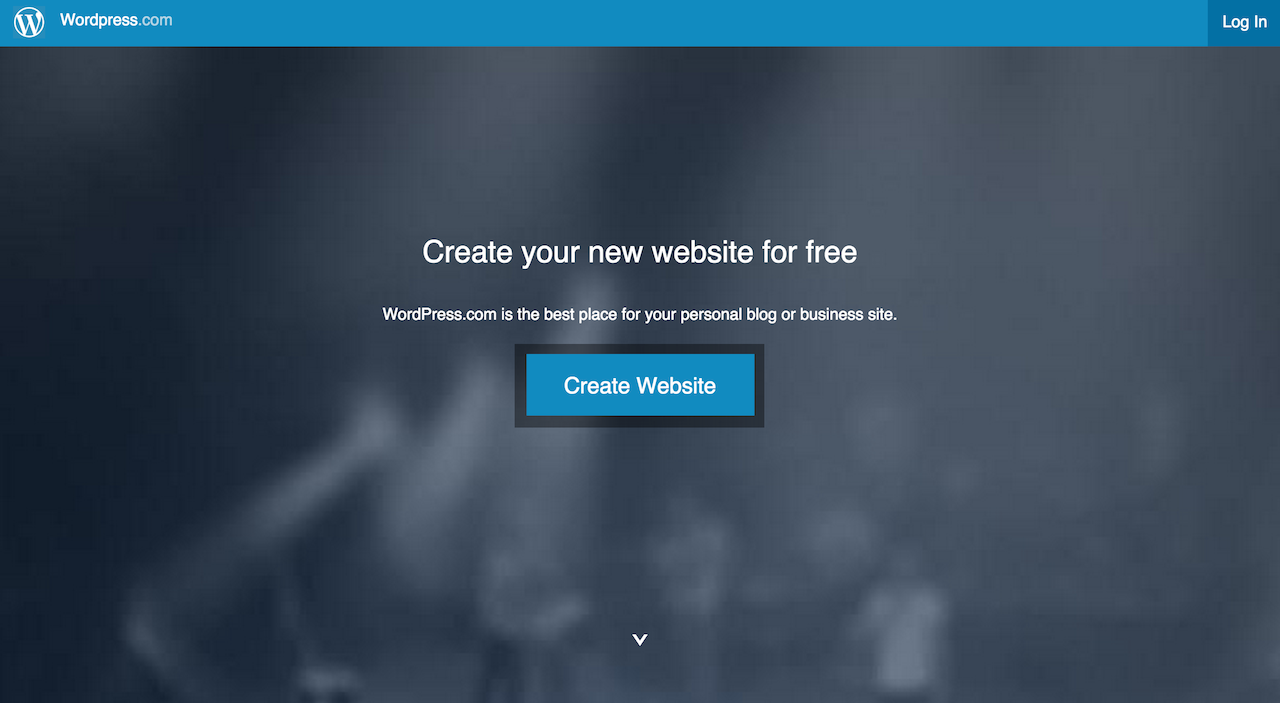 Wordpress.com
Log In
Create your new website for free
WordPress.com is the best place for your personal blog or business site.
Create Website